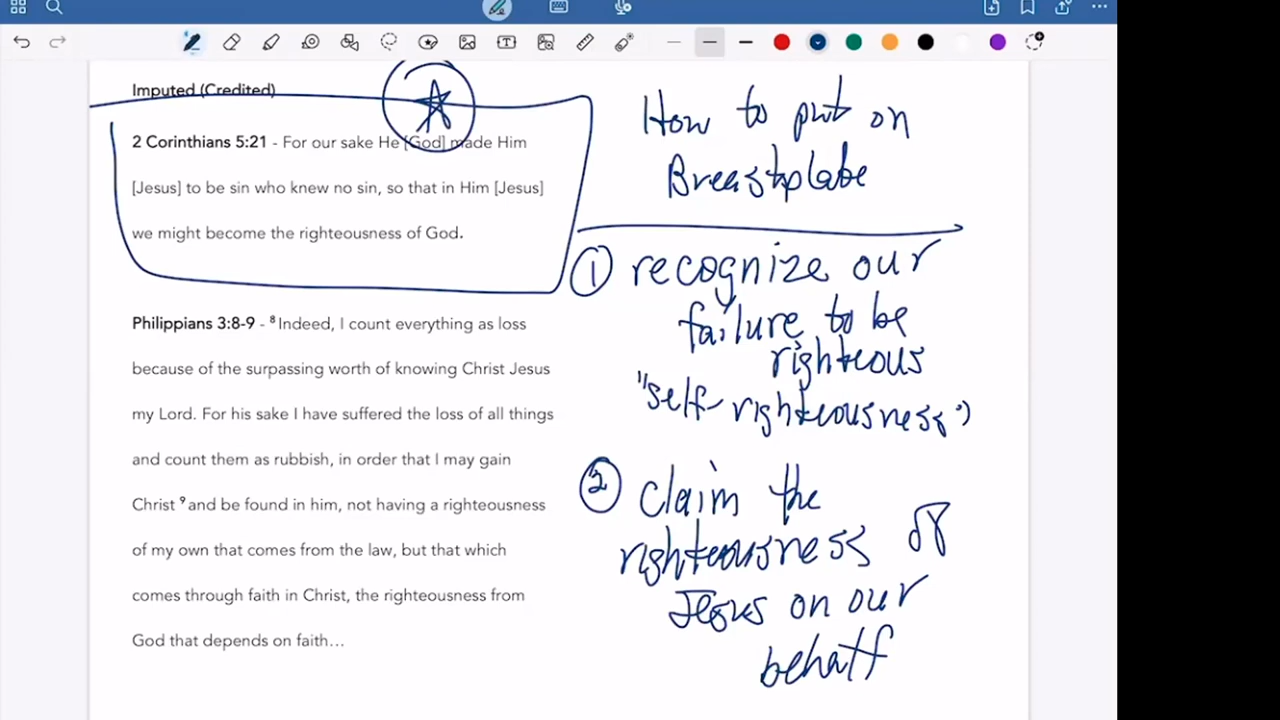 Imputed (Credited)
2 Corinthians 5:21 - For our sake He [God] made Him
[Jesus] to be sin who knew no sin, so that in Him [Jesus]
we might become the righteousness of God.
Philippians 3:8-9 - ⁸ Indeed, I count everything as loss
because of the surpassing worth of knowing Christ Jesus
my Lord. For his sake I have suffered the loss of all things
and count them as rubbish, in order that I may gain
Christ ⁹ and be found in him, not having a righteousness
of my own that comes from the law, but that which
comes through faith in Christ, the righteousness from
God that depends on faith...
How to put on
Breastplate
1 recognize our
failure to be
righteous
"self-righteousness"
2 claim the
righteousness of
Jesus on our
behalf